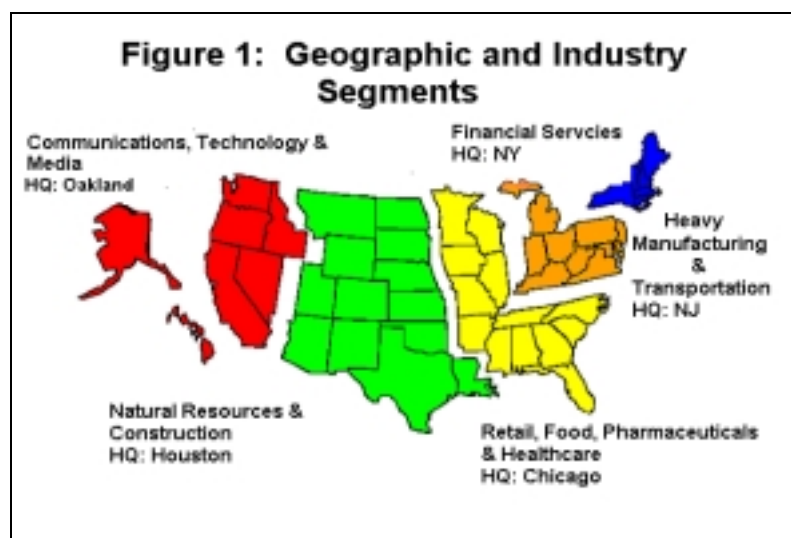 Figure 1: Geographic and Industry
Segments
Communications, Technology &
Media
HQ: Oakland
Financial Servcies
HQ: NY
Heavy
Manufacturing
&
Transportation
HQ: NJ
Natural Resources &
Construction
HQ: Houston
Retail, Food, Pharmaceuticals
& Healthcare
HQ: Chicago